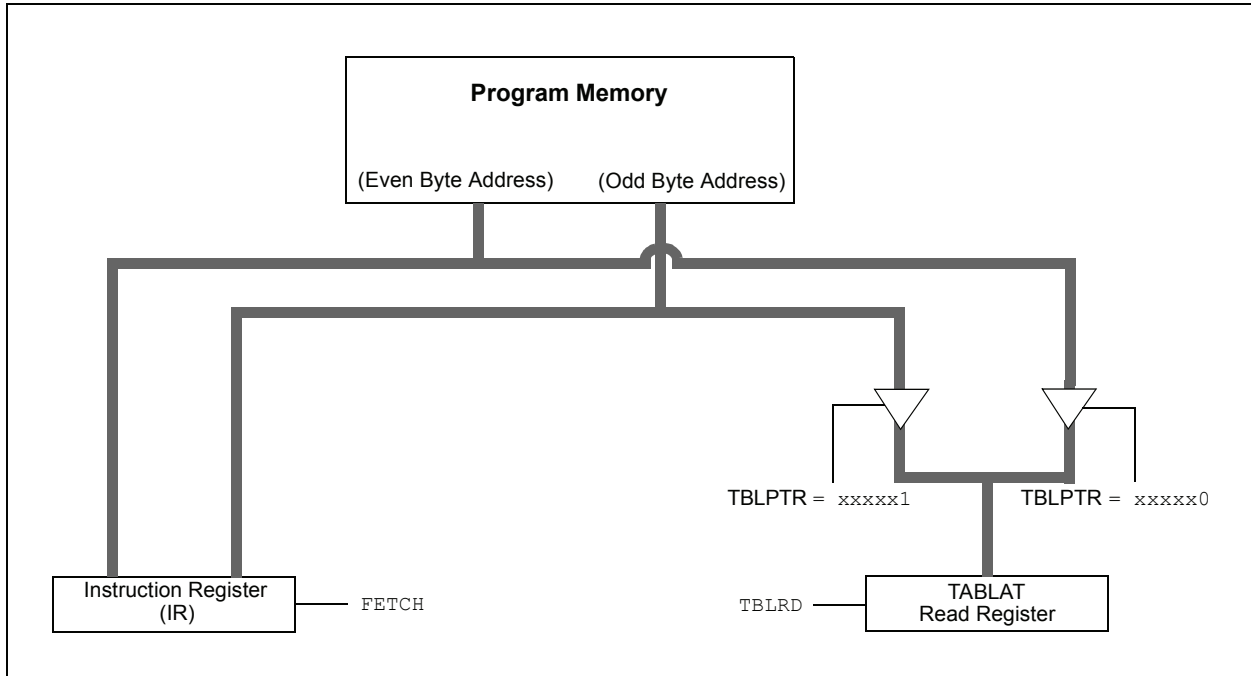 Program Memory
(Even Byte Address) (Odd Byte Address)
TBLPTR = xxxxx1 TBLPTR = xxxxx0
Instruction Register
(IR)
FETCH
TBLRD
TABLAT
Read Register